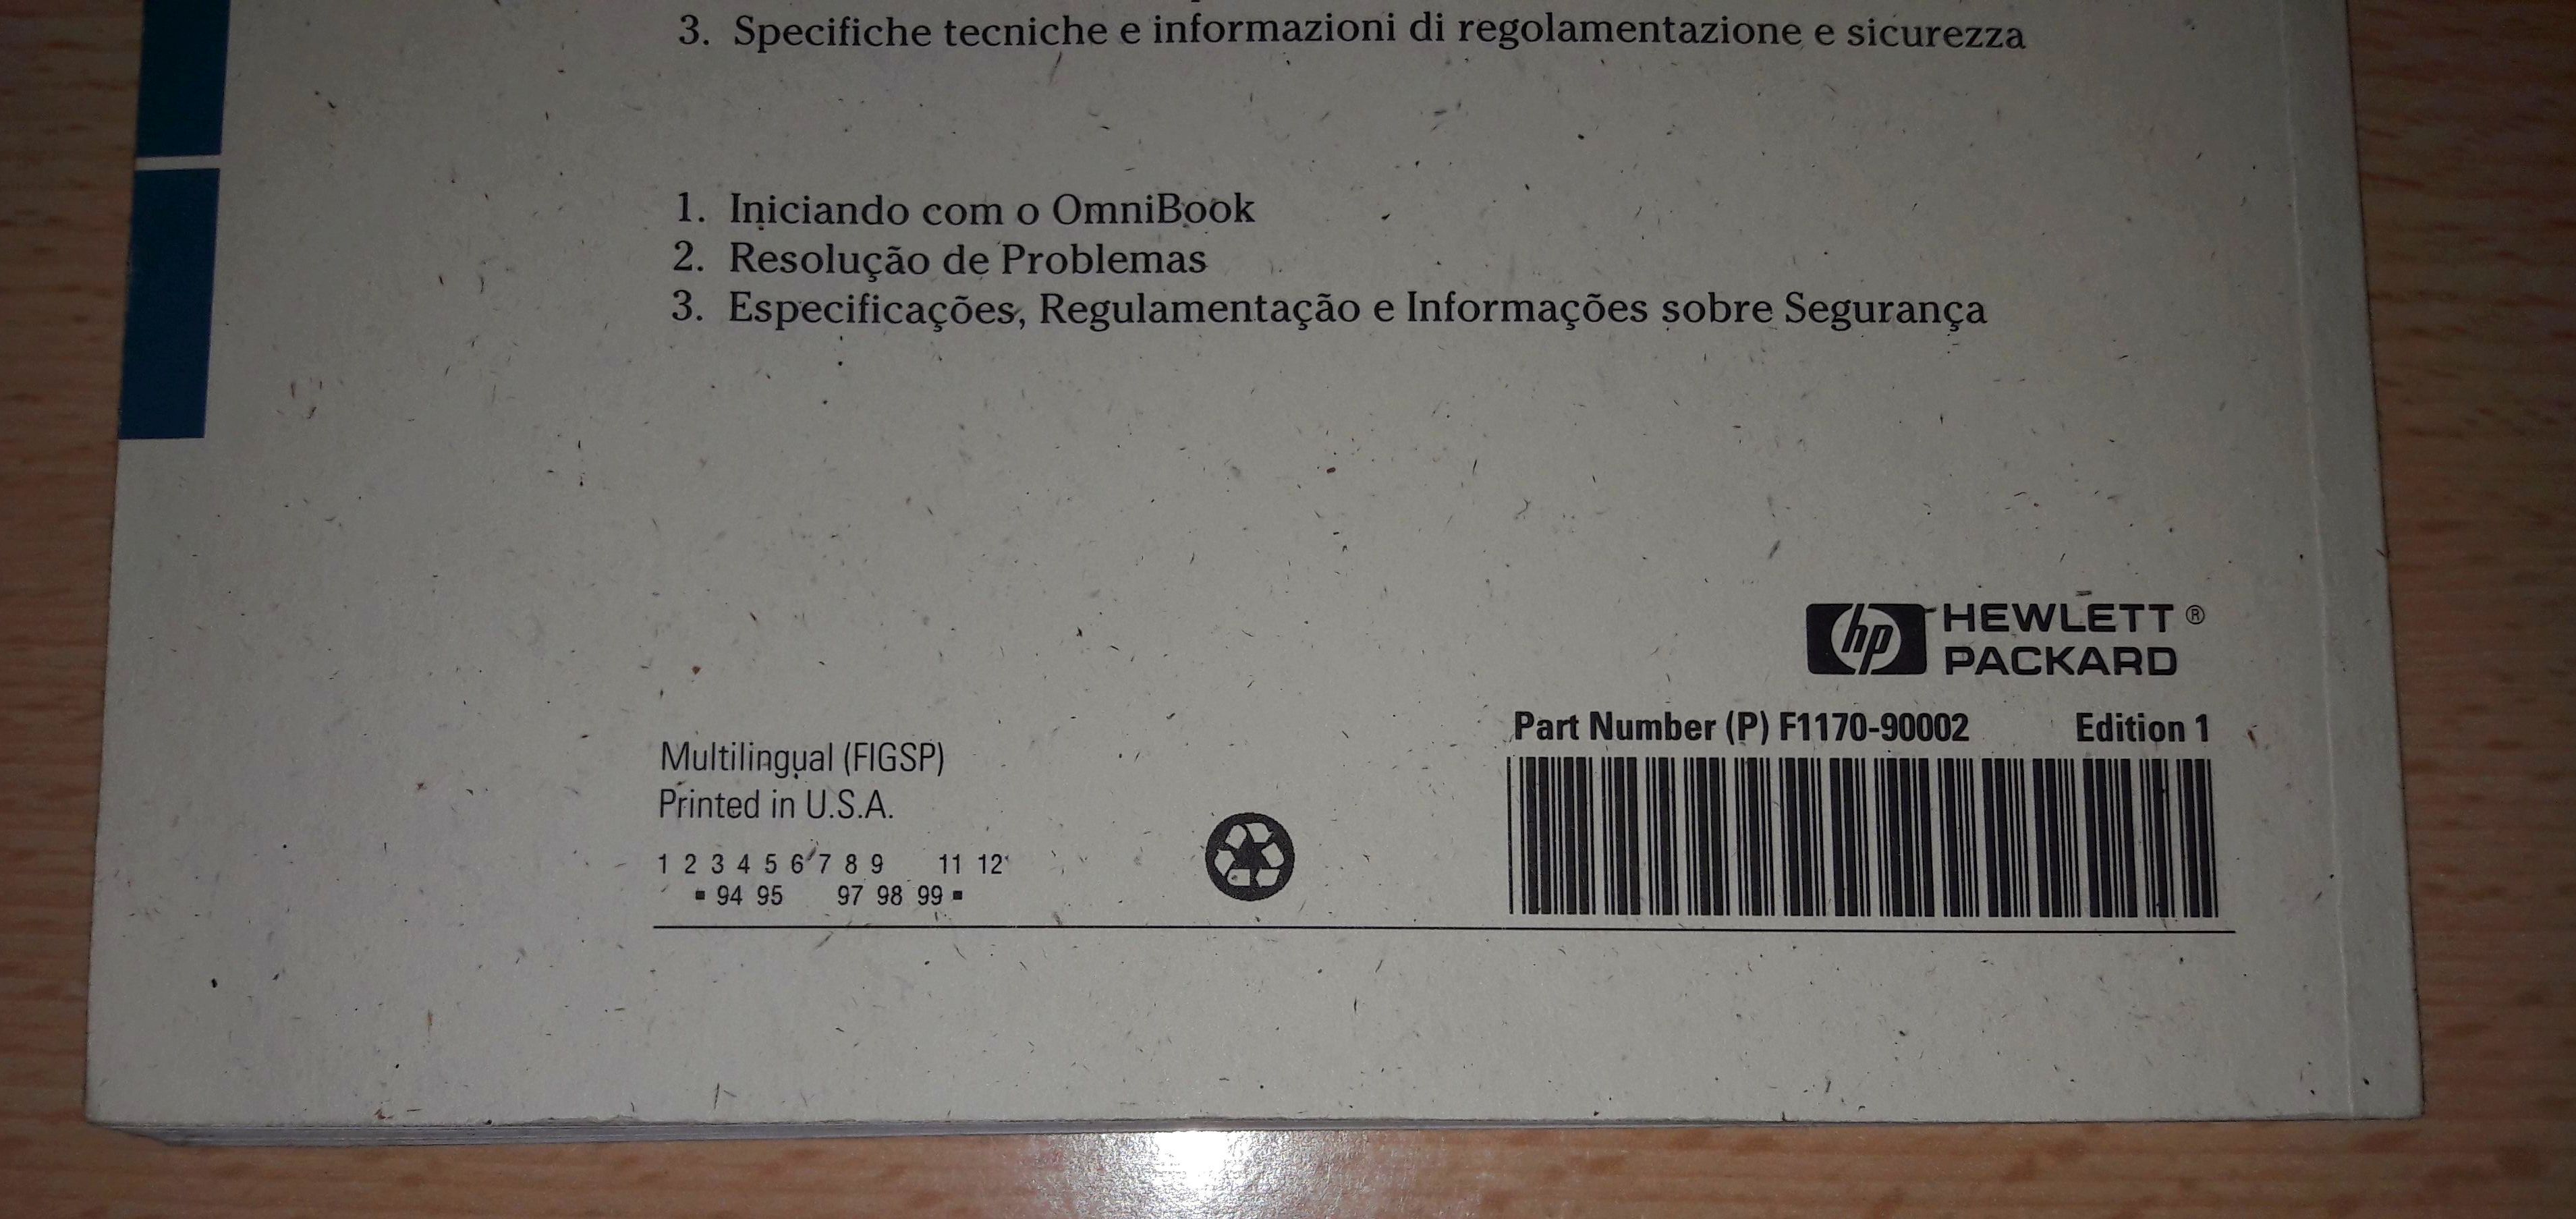 3. Specifiche tecniche e informazioni di regolamentazione e sicurezza
1. Iniciando com o OmniBook
2. Resolução de Problemas
3. Especificações, Regulamentação e Informações sobre Segurança
hp HEWLETT ®
PACKARD
Part Number (P) F1170-90002 Edition 1
Multilingual (FIGSP)
Printed in U.S.A.
1 2 3 4 5 6 7 8 9 11 12
▪ 94 95 97 98 99 ▪